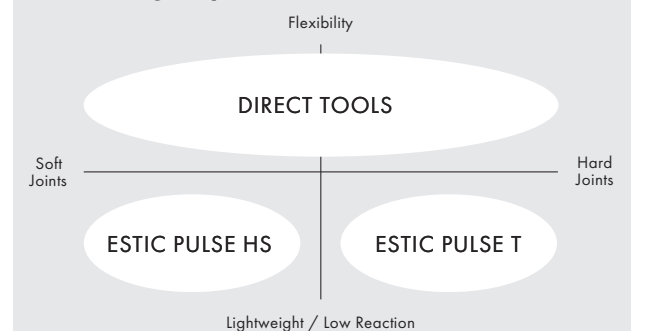 Flexibility
DIRECT TOOLS
Soft
Joints
Hard
Joints
ESTIC PULSE HS
ESTIC PULSE T
Lightweight / Low Reaction